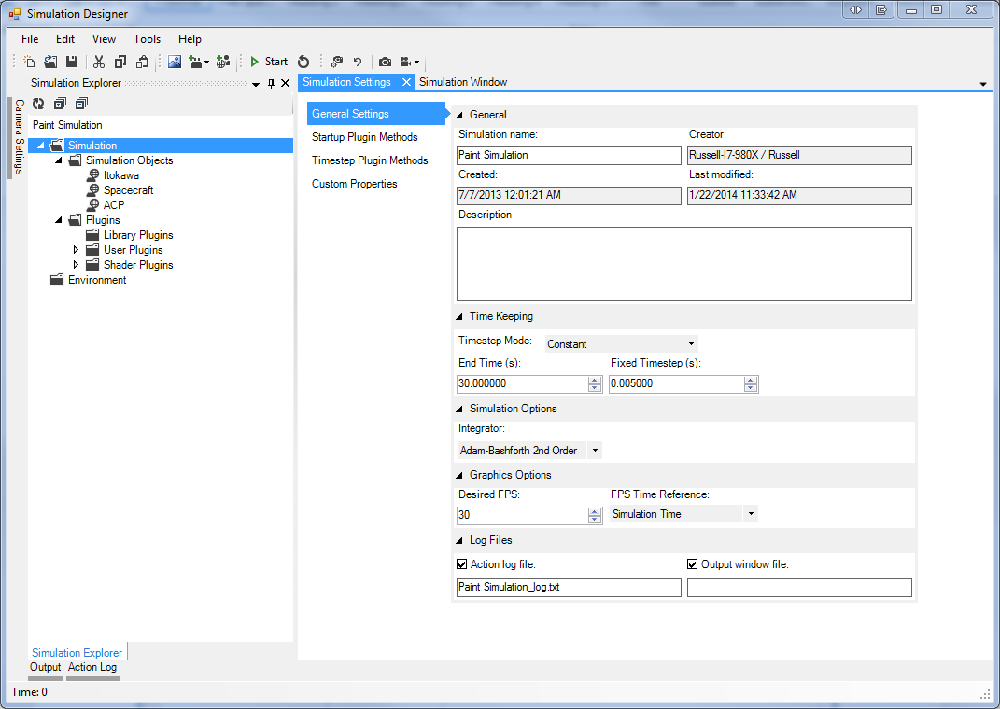 Simulation Designer
File Edit View Tools Help
Start
Simulation Explorer
Simulation Settings Simulation Window
Camera Settings
Paint Simulation
Simulation
Simulation Objects
Itokawa
Spacecraft
ACP
Plugins
Library Plugins
User Plugins
Shader Plugins
Environment
General Settings
Startup Plugin Methods
Timestep Plugin Methods
Custom Properties
General
Simulation name: Creator:
Paint Simulation Russell-I7-980X / Russell
Created: Last modified:
7/7/2013 12:01:21 AM 1/22/2014 11:33:42 AM
Description
Time Keeping
Timestep Mode: Constant
End Time (s): Fixed Timestep (s):
30.000000 0.005000
Simulation Options
Integrator:
Adam-Bashforth 2nd Order
Graphics Options
Desired FPS: FPS Time Reference:
30 Simulation Time
Log Files
Action log file: Output window file:
Paint Simulation_log.txt
Simulation Explorer
Output Action Log
Time: 0